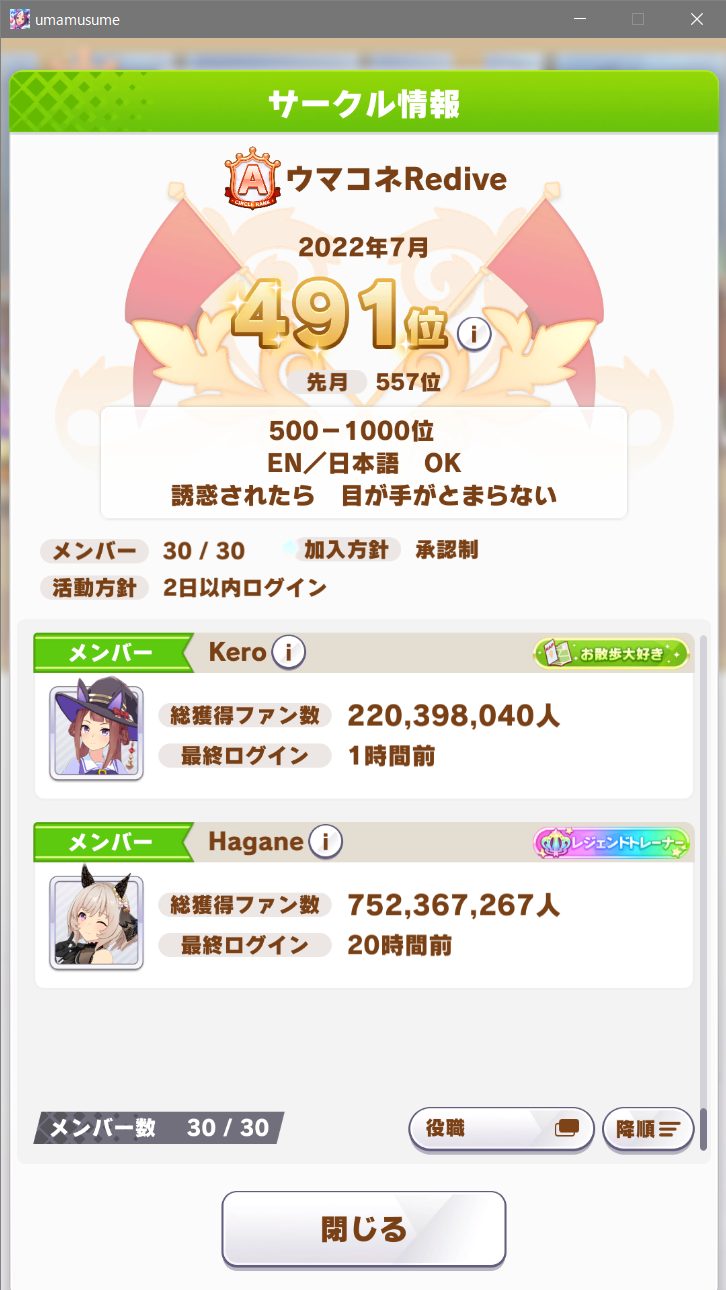 umamusume
サークル情報
A
CIRCLE RANK
ウマコネRedive
2022年7月
491位
i
先月 557位
500－1000位
EN／日本語　OK
誘惑されたら　目が手がとまらない
メンバー 30 / 30 加入方針 承認制
活動方針 2日以内ログイン
メンバー Kero i お散歩大好き
総獲得ファン数 220,398,040人
最終ログイン 1時間前
メンバー Hagane i レジェンドトレーナー
総獲得ファン数 752,367,267人
最終ログイン 20時間前
メンバー数 30 / 30 役職 降順
閉じる